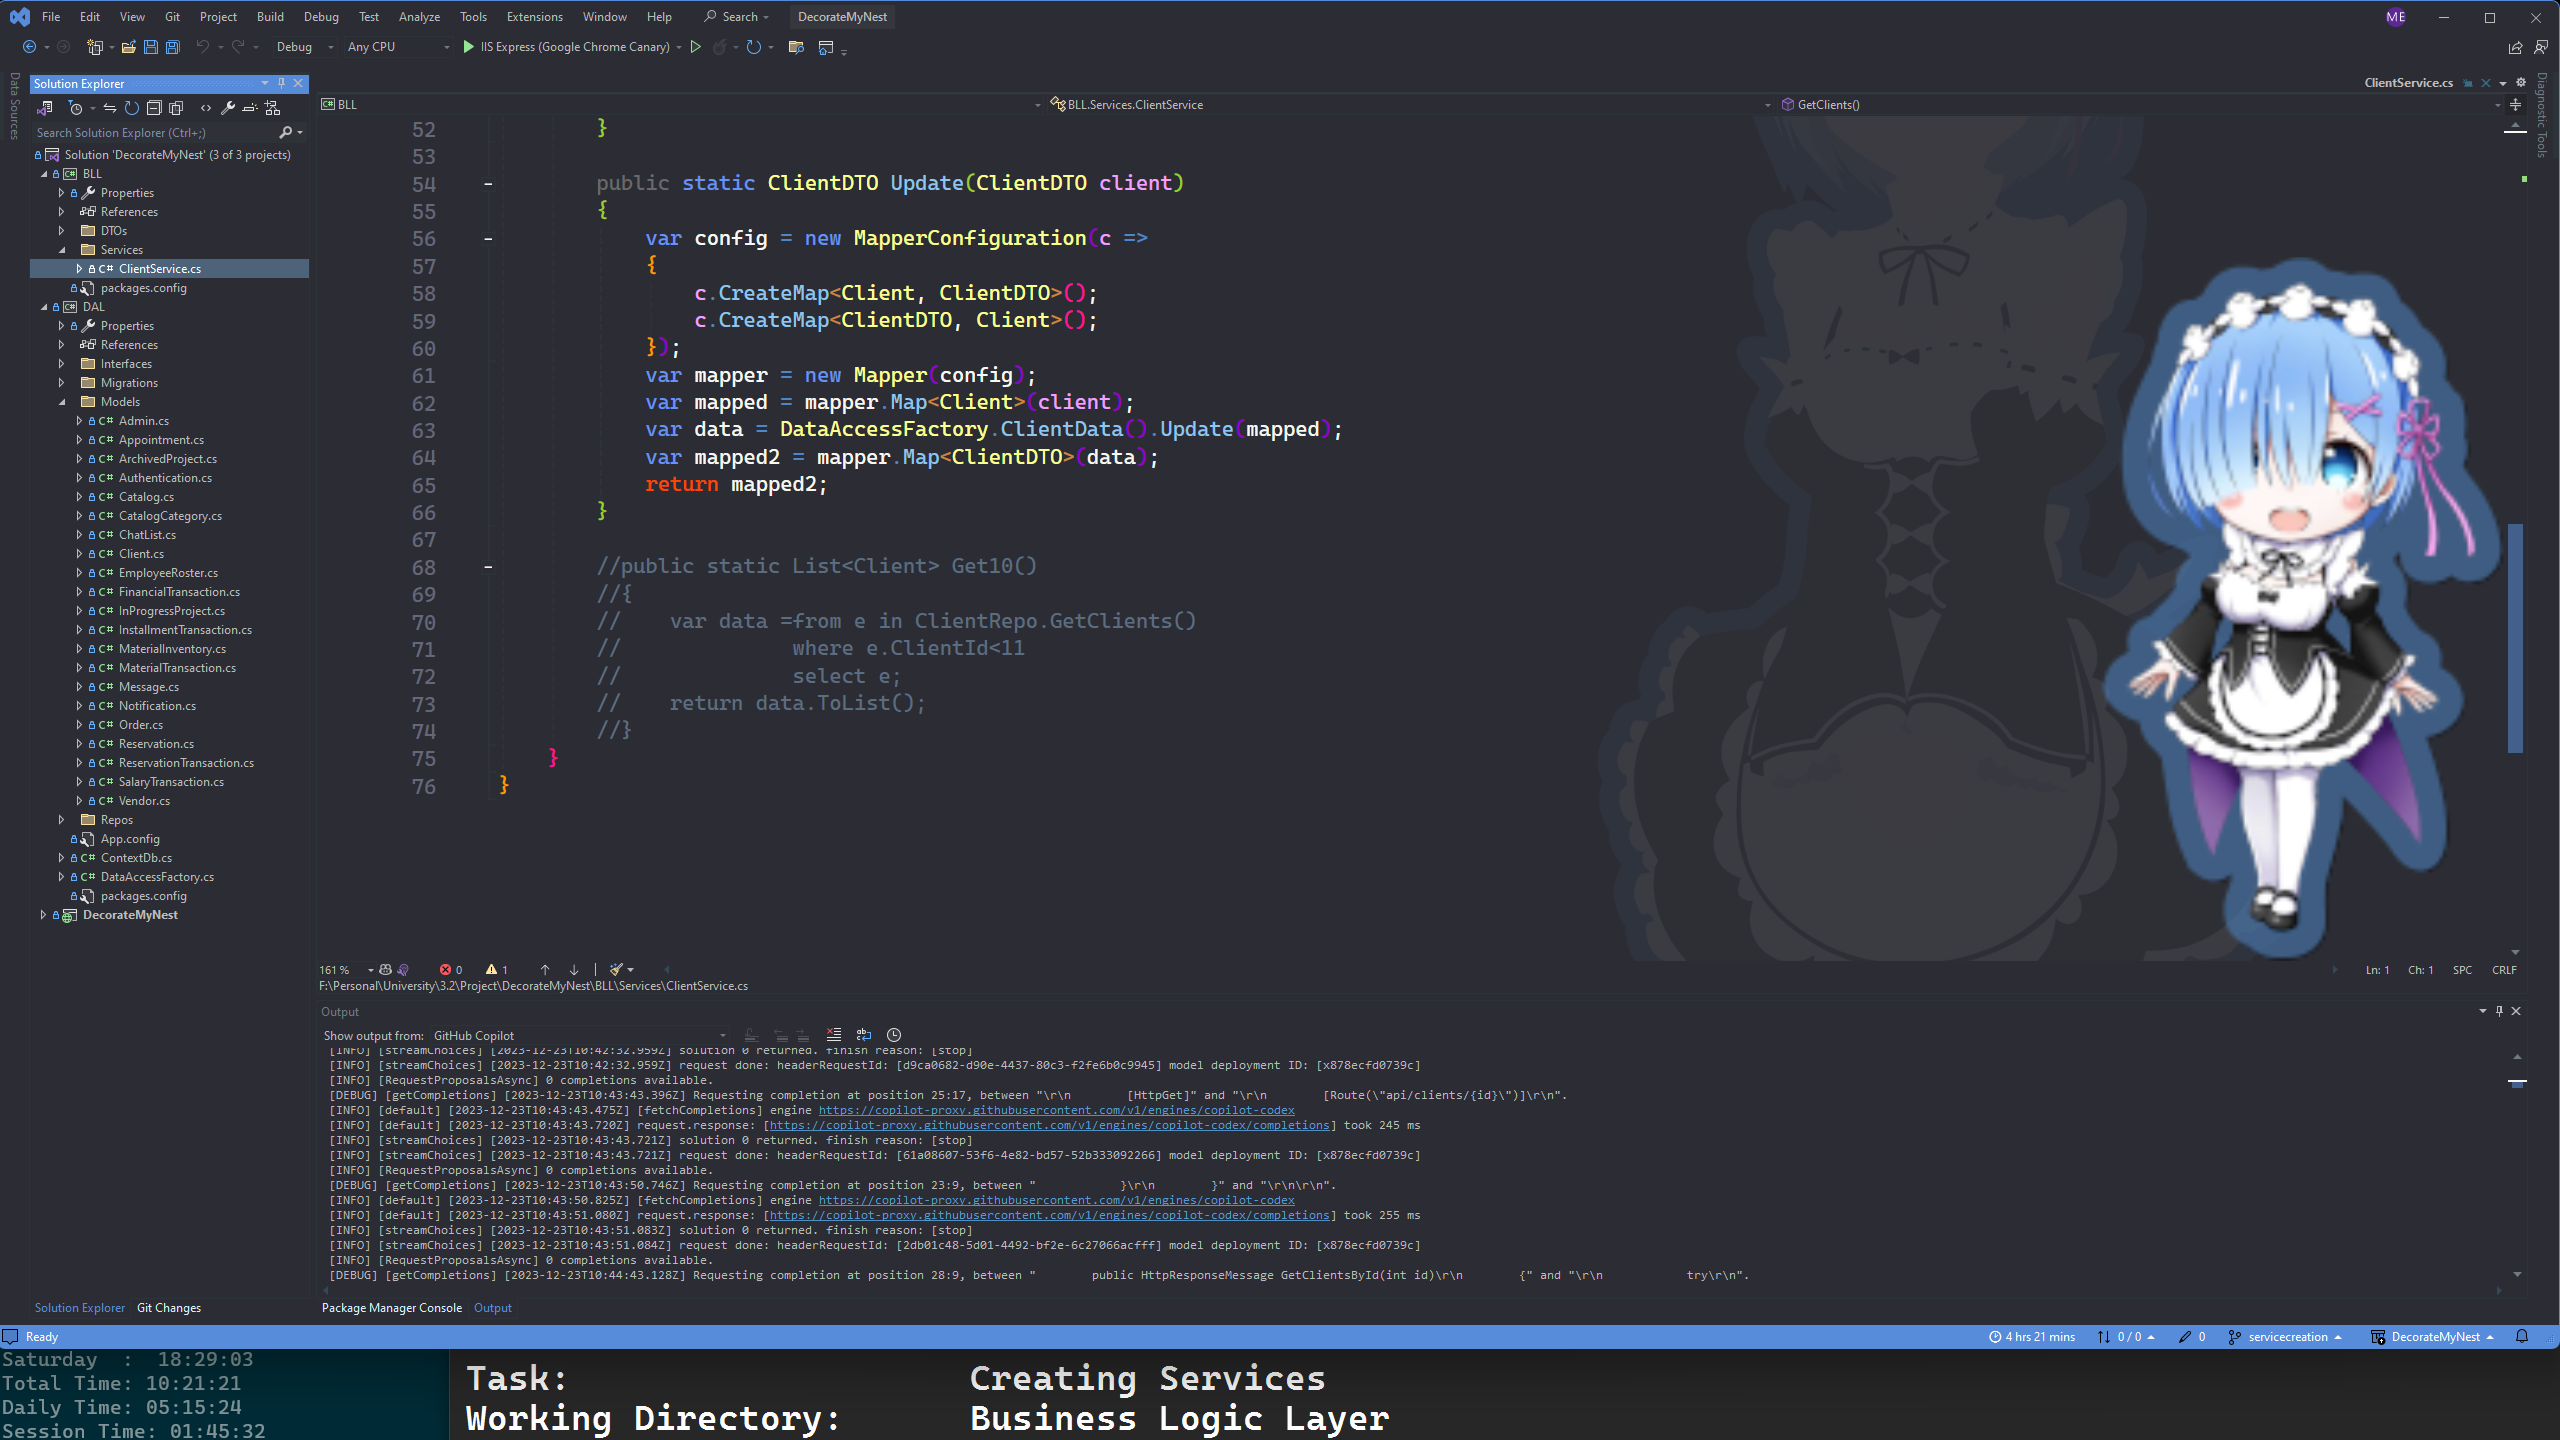 File Edit View Git Project Build Debug Test Analyze Tools Extensions Window Help Search DecorateMyNest ME
Debug Any CPU IIS Express (Google Chrome Canary)
Data Sources
Solution Explorer
Search Solution Explorer (Ctrl+;)
Solution 'DecorateMyNest' (3 of 3 projects)
BLL
Properties
References
DTOs
Services
C# ClientService.cs
packages.config
DAL
Properties
References
Interfaces
Migrations
Models
C# Admin.cs
C# Appointment.cs
C# ArchivedProject.cs
C# Authentication.cs
C# Catalog.cs
C# CatalogCategory.cs
C# ChatList.cs
C# Client.cs
C# EmployeeRoster.cs
C# FinancialTransaction.cs
C# InProgressProject.cs
C# InstallmentTransaction.cs
C# MaterialInventory.cs
C# MaterialTransaction.cs
C# Message.cs
C# Notification.cs
C# Order.cs
C# Reservation.cs
C# ReservationTransaction.cs
C# SalaryTransaction.cs
C# Vendor.cs
Repos
App.config
C# ContextDb.cs
C# DataAccessFactory.cs
packages.config
DecorateMyNest
Solution Explorer Git Changes
ClientService.cs
Diagnostic Tools
BLL BLL.Services.ClientService GetClients()
52 }
53
54 public static ClientDTO Update(ClientDTO client)
55 {
56 var config = new MapperConfiguration(c =>
57 {
58 c.CreateMap<Client, ClientDTO>();
59 c.CreateMap<ClientDTO, Client>();
60 });
61 var mapper = new Mapper(config);
62 var mapped = mapper.Map<Client>(client);
63 var data = DataAccessFactory.ClientData().Update(mapped);
64 var mapped2 = mapper.Map<ClientDTO>(data);
65 return mapped2;
66 }
67
68 //public static List<Client> Get10()
69 //{
70 // var data =from e in ClientRepo.GetClients()
71 // where e.ClientId<11
72 // select e;
73 // return data.ToList();
74 //}
75 }
76 }
161 % 0 1 Ln: 1 Ch: 1 SPC CRLF
F:\Personal\University\3.2\Project\DecorateMyNest\BLL\Services\ClientService.cs
Output
Show output from: GitHub Copilot
[INFO] [streamChoices] [2023-12-23T10:42:32.959Z] solution 0 returned. finish reason: [stop]
[INFO] [streamChoices] [2023-12-23T10:42:32.959Z] request done: headerRequestId: [d9ca0682-d90e-4437-80c3-f2fe6b0c9945] model deployment ID: [x878ecfd0739c]
[INFO] [RequestProposalsAsync] 0 completions available.
[DEBUG] [getCompletions] [2023-12-23T10:43:43.396Z] Requesting completion at position 25:17, between "\r\n [HttpGet]" and "\r\n [Route(\"api/clients/{id}\")]\r\n".
[INFO] [default] [2023-12-23T10:43:43.475Z] [fetchCompletions] engine https://copilot-proxy.githubusercontent.com/v1/engines/copilot-codex
[INFO] [default] [2023-12-23T10:43:43.720Z] request.response: [https://copilot-proxy.githubusercontent.com/v1/engines/copilot-codex/completions] took 245 ms
[INFO] [streamChoices] [2023-12-23T10:43:43.721Z] solution 0 returned. finish reason: [stop]
[INFO] [streamChoices] [2023-12-23T10:43:43.721Z] request done: headerRequestId: [61a08607-53f6-4e82-bd57-52b333092266] model deployment ID: [x878ecfd0739c]
[INFO] [RequestProposalsAsync] 0 completions available.
[DEBUG] [getCompletions] [2023-12-23T10:43:50.746Z] Requesting completion at position 23:9, between " }\r\n }" and "\r\n\r\n".
[INFO] [default] [2023-12-23T10:43:50.825Z] [fetchCompletions] engine https://copilot-proxy.githubusercontent.com/v1/engines/copilot-codex
[INFO] [default] [2023-12-23T10:43:51.080Z] request.response: [https://copilot-proxy.githubusercontent.com/v1/engines/copilot-codex/completions] took 255 ms
[INFO] [streamChoices] [2023-12-23T10:43:51.083Z] solution 0 returned. finish reason: [stop]
[INFO] [streamChoices] [2023-12-23T10:43:51.084Z] request done: headerRequestId: [2db01c48-5d01-4492-bf2e-6c27066acfff] model deployment ID: [x878ecfd0739c]
[INFO] [RequestProposalsAsync] 0 completions available.
[DEBUG] [getCompletions] [2023-12-23T10:44:43.128Z] Requesting completion at position 28:9, between " public HttpResponseMessage GetClientsById(int id)\r\n {" and "\r\n try\r\n".
Package Manager Console Output
Ready 4 hrs 21 mins 0 / 0 0 servicecreation DecorateMyNest
Saturday : 18:29:03
Total Time: 10:21:21
Daily Time: 05:15:24
Session Time: 01:45:32
Task: Creating Services
Working Directory: Business Logic Layer